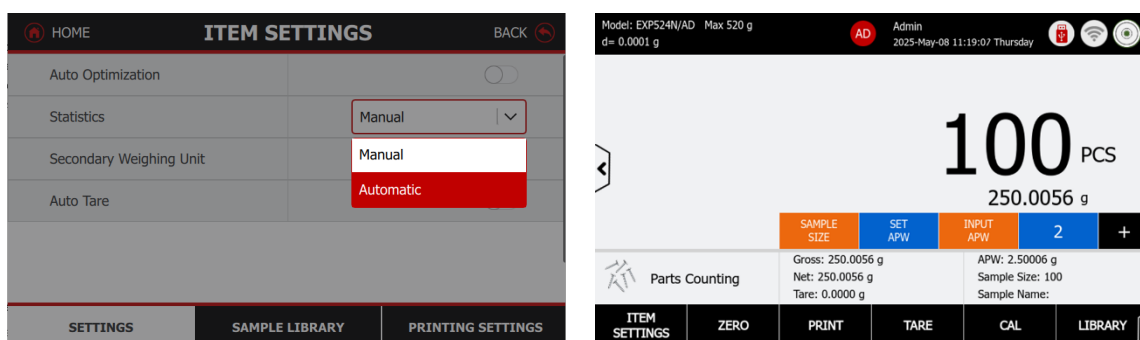 HOME
ITEM SETTINGS
BACK
Auto Optimization
Statistics
Manual
Manual
Secondary Weighing Unit
Automatic
Auto Tare
SETTINGS
SAMPLE LIBRARY
PRINTING SETTINGS
Model: EXP524N/AD Max 520 g
d= 0.0001 g
AD
Admin
2025-May-08 11:19:07 Thursday
100 PCS
250.0056 g
SAMPLE
SIZE
SET
APW
INPUT
APW
2
+
Parts Counting
Gross: 250.0056 g
Net: 250.0056 g
Tare: 0.0000 g
APW: 2.50006 g
Sample Size: 100
Sample Name:
ITEM
SETTINGS
ZERO
PRINT
TARE
CAL
LIBRARY